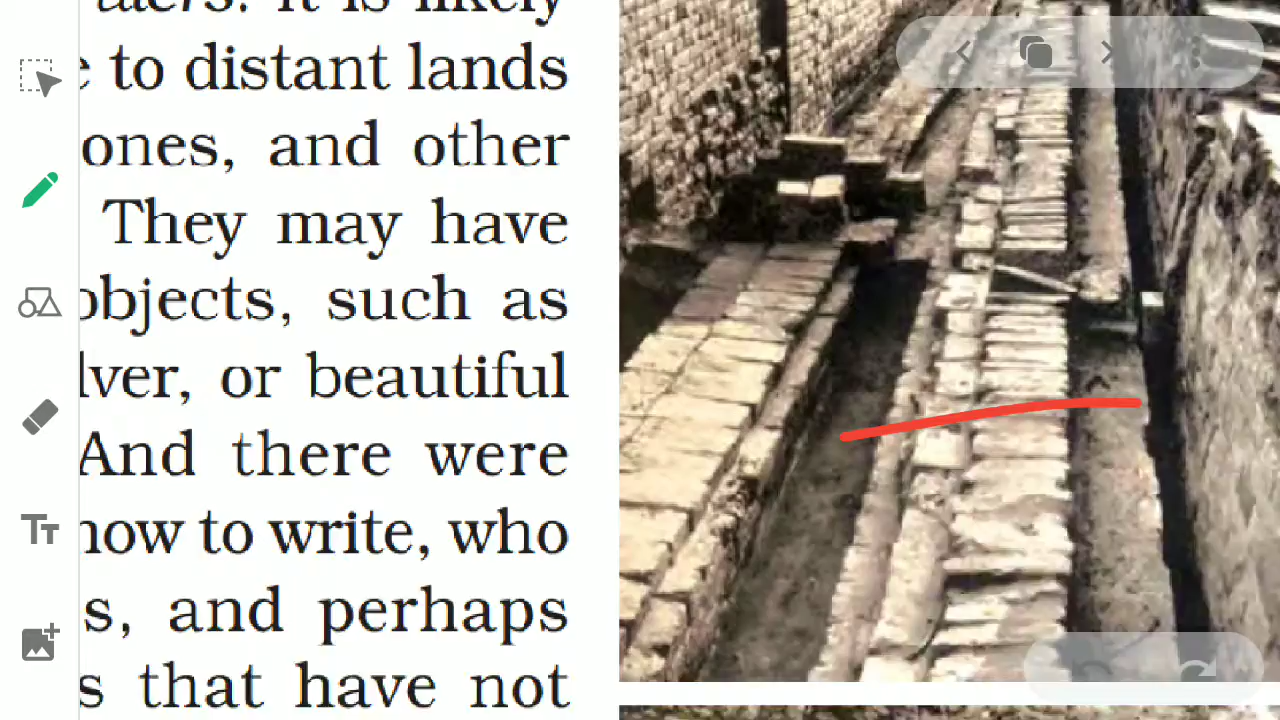 to distant lands
ones, and other
They may have
objects, such as
lver, or beautiful
And there were
now to write, who
s, and perhaps
s that have not